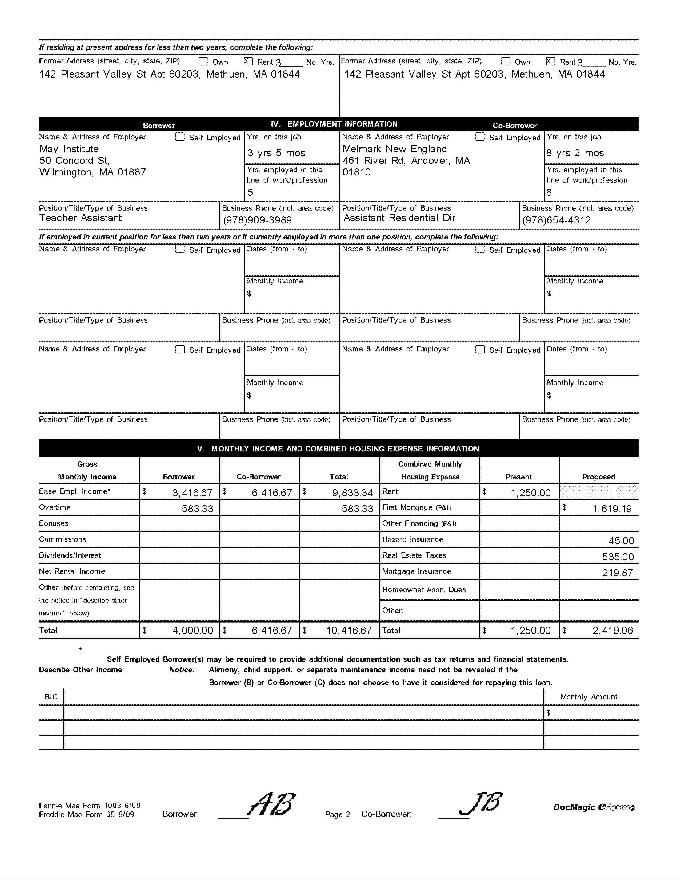 If residing at present address for less than two years, complete the following:
Former Address (street, city, state, ZIP) Own X Rent 3 No. Yrs. Former Address (street, city, state, ZIP) Own X Rent 3 No. Yrs.
142 Pleasant Valley St Apt 60203, Methuen, MA 01844 142 Pleasant Valley St Apt 60203, Methuen, MA 01844
Borrower IV. EMPLOYMENT INFORMATION Co-Borrower
Name & Address of Employer Self Employed Yrs. on this job Name & Address of Employer Self Employed Yrs. on this job
May Institute 3 yrs 5 mos Melmark New England 8 yrs 2 mos
50 Concord St, 461 River Rd, Andover, MA
Wilmington, MA 01887 Yrs. employed in this line of work/profession 01810 Yrs. employed in this line of work/profession
5 8
Position/Title/Type of Business Business Phone (incl. area code) Position/Title/Type of Business Business Phone (incl. area code)
Teacher Assistant (978)909-3989 Assistant Residential Dir (978)654-4312
If employed in current position for less than two years or if currently employed in more than one position, complete the following:
Name & Address of Employer Self Employed Dates (from - to) Name & Address of Employer Self Employed Dates (from - to)
Monthly Income Monthly Income
$ $
Position/Title/Type of Business Business Phone (incl. area code) Position/Title/Type of Business Business Phone (incl. area code)
Name & Address of Employer Self Employed Dates (from - to) Name & Address of Employer Self Employed Dates (from - to)
Monthly Income Monthly Income
$ $
Position/Title/Type of Business Business Phone (incl. area code) Position/Title/Type of Business Business Phone (incl. area code)
V. MONTHLY INCOME AND COMBINED HOUSING EXPENSE INFORMATION
Gross Monthly Income Borrower Co-Borrower Total Combined Monthly Housing Expense Present Proposed
Base Empl. Income* $ 3,416.67 $ 6,416.67 $ 9,833.34 Rent $ 1,250.00
Overtime 583.33 583.33 First Mortgage (P&I) $ 1,619.19
Bonuses Other Financing (P&I)
Commissions Hazard Insurance 45.00
Dividends/Interest Real Estate Taxes 535.00
Net Rental Income Mortgage Insurance 219.87
Other (before completing, see the notice in "describe other income" below) Homeowner Assn. Dues
Other:
Total $ 4,000.00 $ 6,416.67 $ 10,416.67 Total $ 1,250.00 $ 2,419.06
* Self Employed Borrower(s) may be required to provide additional documentation such as tax returns and financial statements.
Describe Other Income Notice: Alimony, child support, or separate maintenance income need not be revealed if the
Borrower (B) or Co-Borrower (C) does not choose to have it considered for repaying this loan.
B/C Monthly Amount
$
Fannie Mae Form 1003 6/09
Freddie Mac Form 65 6/09 Borrower: AB Page 2 Co-Borrower: JB DocMagic eForms